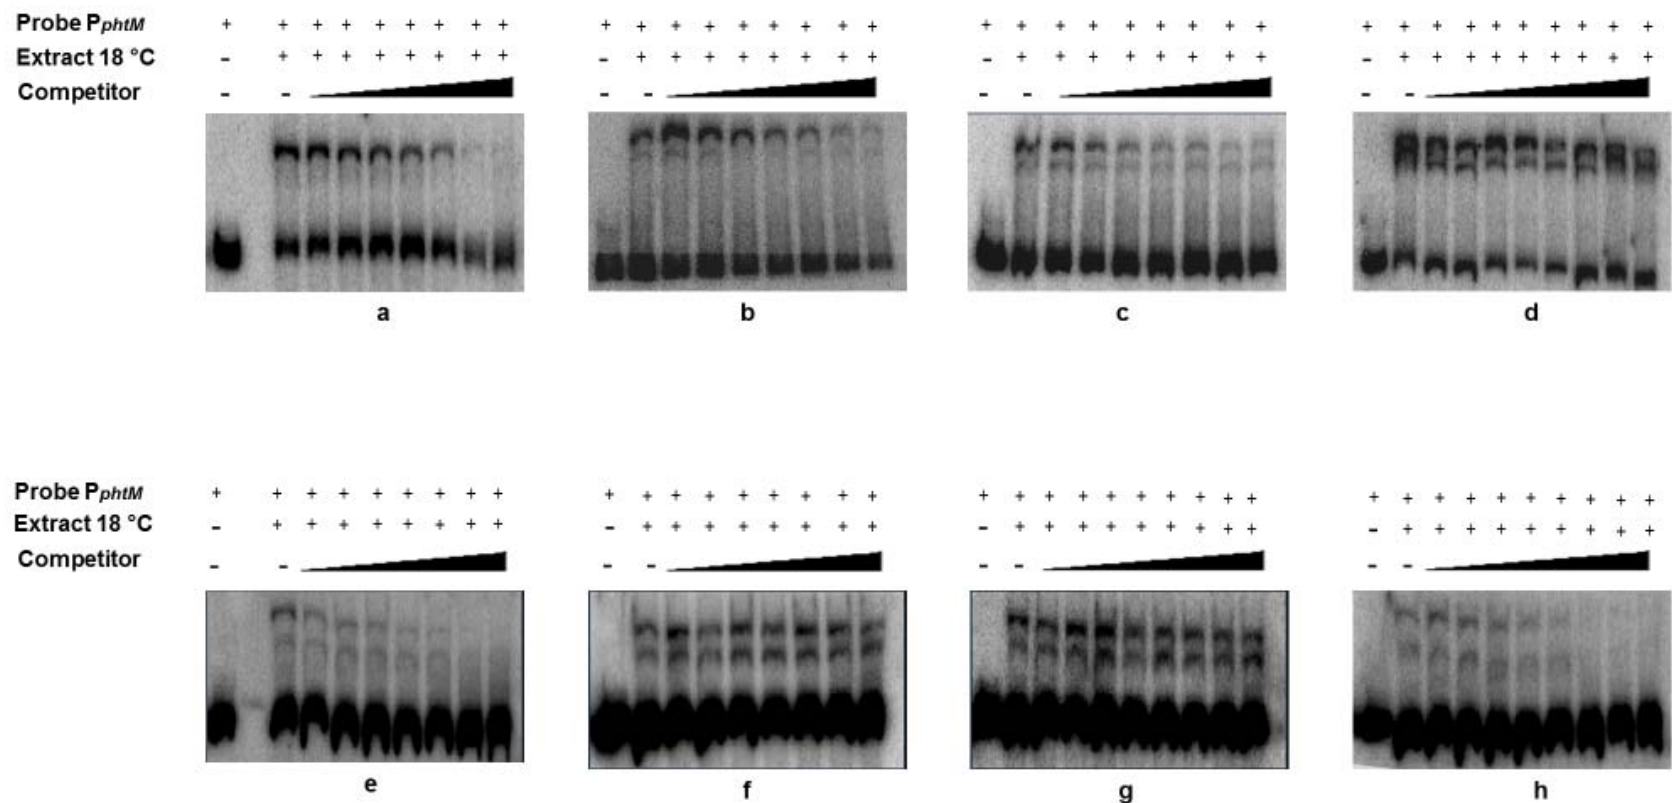 Probe PphtM + + + + + + + + + + + + + + + + + + + + + + + + + + + + + + + + + + + + +
Extract 18 °C - + + + + + + + + - + + + + + + + + - + + + + + + + + - + + + + + + + + +
Competitor - - - - - - - -
a b c d
Probe PphtM + + + + + + + + + + + + + + + + + + + + + + + + + + + + + + + + + + + + + +
Extract 18 °C - + + + + + + + + - + + + + + + + + - + + + + + + + + + - + + + + + + + + +
Competitor - - - - - - - -
e f g h